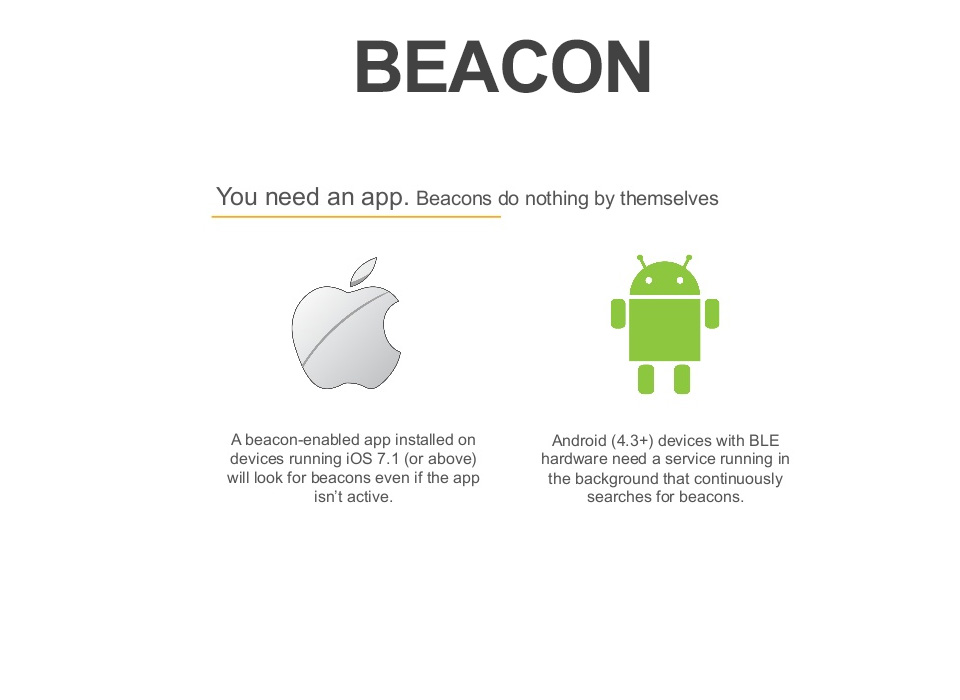 BEACON
You need an app. Beacons do nothing by themselves
A beacon-enabled app installed on
devices running iOS 7.1 (or above)
will look for beacons even if the app
isn’t active.
Android (4.3+) devices with BLE
hardware need a service running in
the background that continuously
searches for beacons.